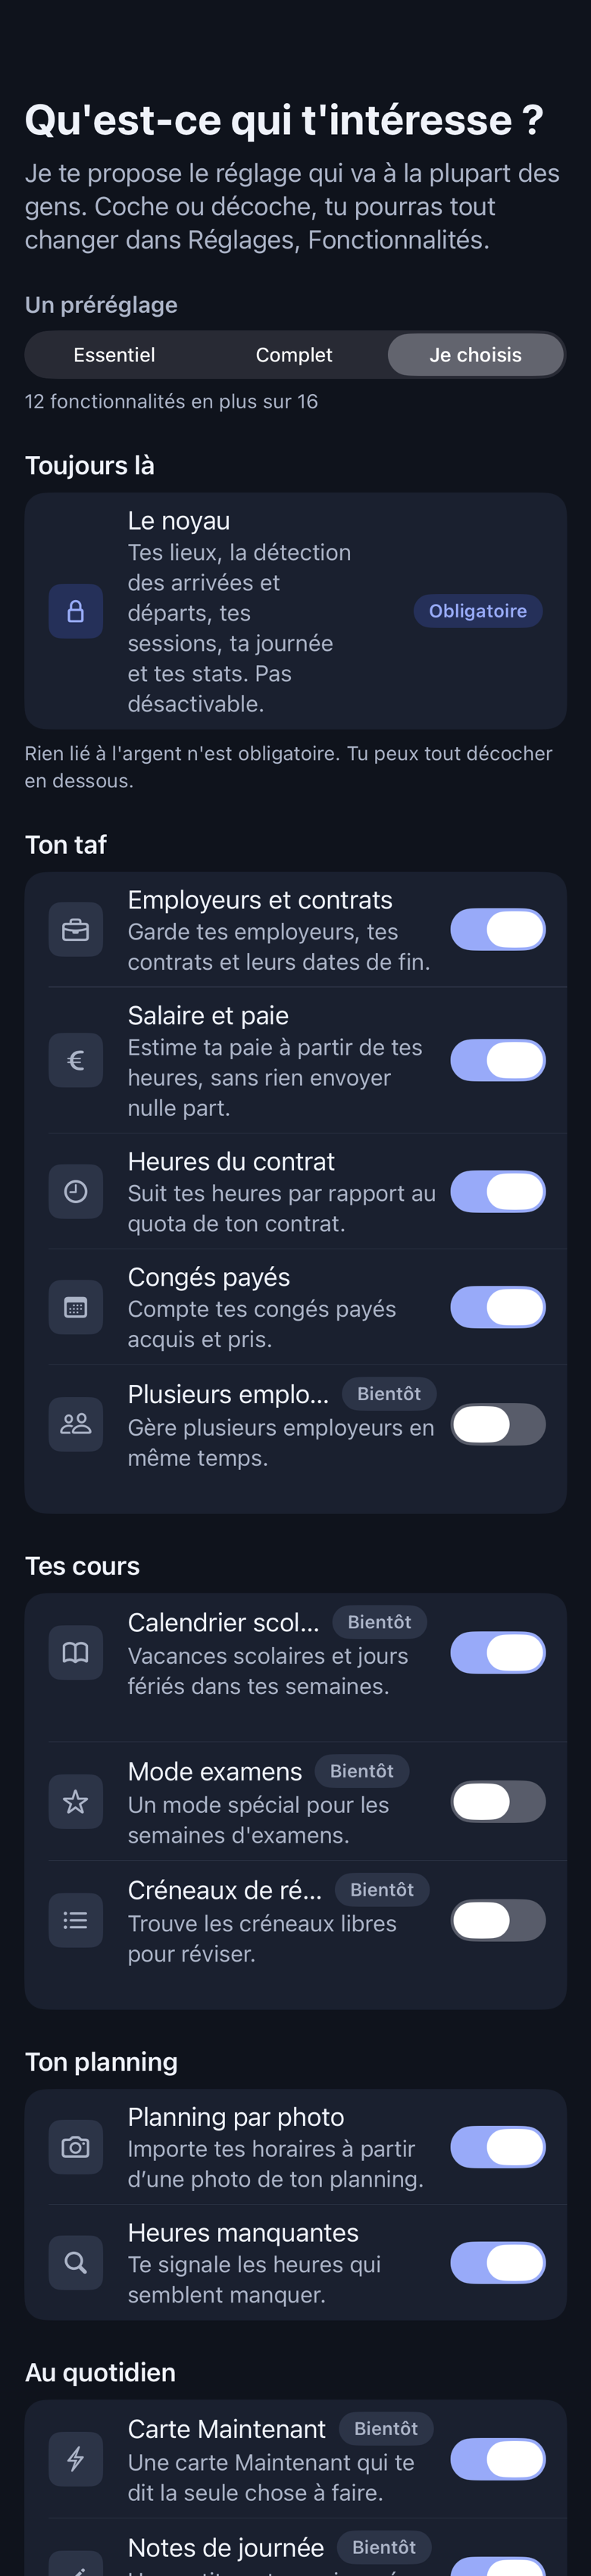 Qu'est-ce qui t'intéresse ?
Je te propose le réglage qui va à la plupart des
gens. Coche ou décoche, tu pourras tout
changer dans Réglages, Fonctionnalités.
Un préréglage
Essentiel Complet Je choisis
12 fonctionnalités en plus sur 16
Toujours là
Le noyau
Tes lieux, la détection
des arrivées et
départs, tes
sessions, ta journée
et tes stats. Pas
désactivable.
Obligatoire
Rien lié à l'argent n'est obligatoire. Tu peux tout décocher
en dessous.
Ton taf
Employeurs et contrats
Garde tes employeurs, tes
contrats et leurs dates de fin.
Salaire et paie
Estime ta paie à partir de tes
heures, sans rien envoyer
nulle part.
Heures du contrat
Suit tes heures par rapport au
quota de ton contrat.
Congés payés
Compte tes congés payés
acquis et pris.
Plusieurs emplo... Bientôt
Gère plusieurs employeurs en
même temps.
Tes cours
Calendrier scol... Bientôt
Vacances scolaires et jours
fériés dans tes semaines.
Mode examens Bientôt
Un mode spécial pour les
semaines d'examens.
Créneaux de ré... Bientôt
Trouve les créneaux libres
pour réviser.
Ton planning
Planning par photo
Importe tes horaires à partir
d’une photo de ton planning.
Heures manquantes
Te signale les heures qui
semblent manquer.
Au quotidien
Carte Maintenant Bientôt
Une carte Maintenant qui te
dit la seule chose à faire.
Notes de journée Bientôt